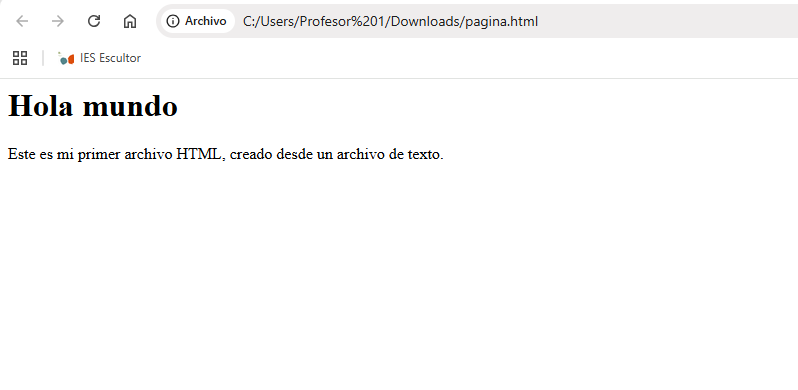 Archivo C:/Users/Profesor%201/Downloads/pagina.html
IES Escultor
Hola mundo
Este es mi primer archivo HTML, creado desde un archivo de texto.